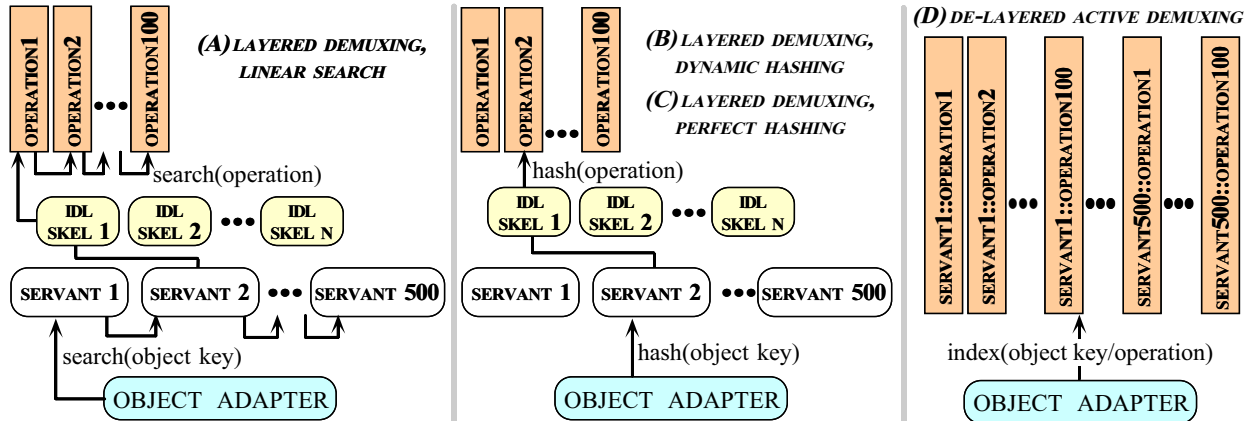 (A) LAYERED DEMUXING,
LINEAR SEARCH
OPERATION1
OPERATION2
•••
OPERATION100
search(operation)
IDL
SKEL 1
IDL
SKEL 2
•••
IDL
SKEL N
SERVANT 1
SERVANT 2
•••
SERVANT 500
search(object key)
OBJECT ADAPTER
(B) LAYERED DEMUXING,
DYNAMIC HASHING
(C) LAYERED DEMUXING,
PERFECT HASHING
OPERATION1
OPERATION2
•••
OPERATION100
hash(operation)
IDL
SKEL 1
IDL
SKEL 2
•••
IDL
SKEL N
SERVANT 1
SERVANT 2
•••
SERVANT 500
hash(object key)
OBJECT ADAPTER
(D) DE-LAYERED ACTIVE DEMUXING
SERVANT1::OPERATION1
SERVANT1::OPERATION2
•••
SERVANT1::OPERATION100
•••
SERVANT500::OPERATION1
•••
SERVANT500::OPERATION100
index(object key/operation)
OBJECT ADAPTER